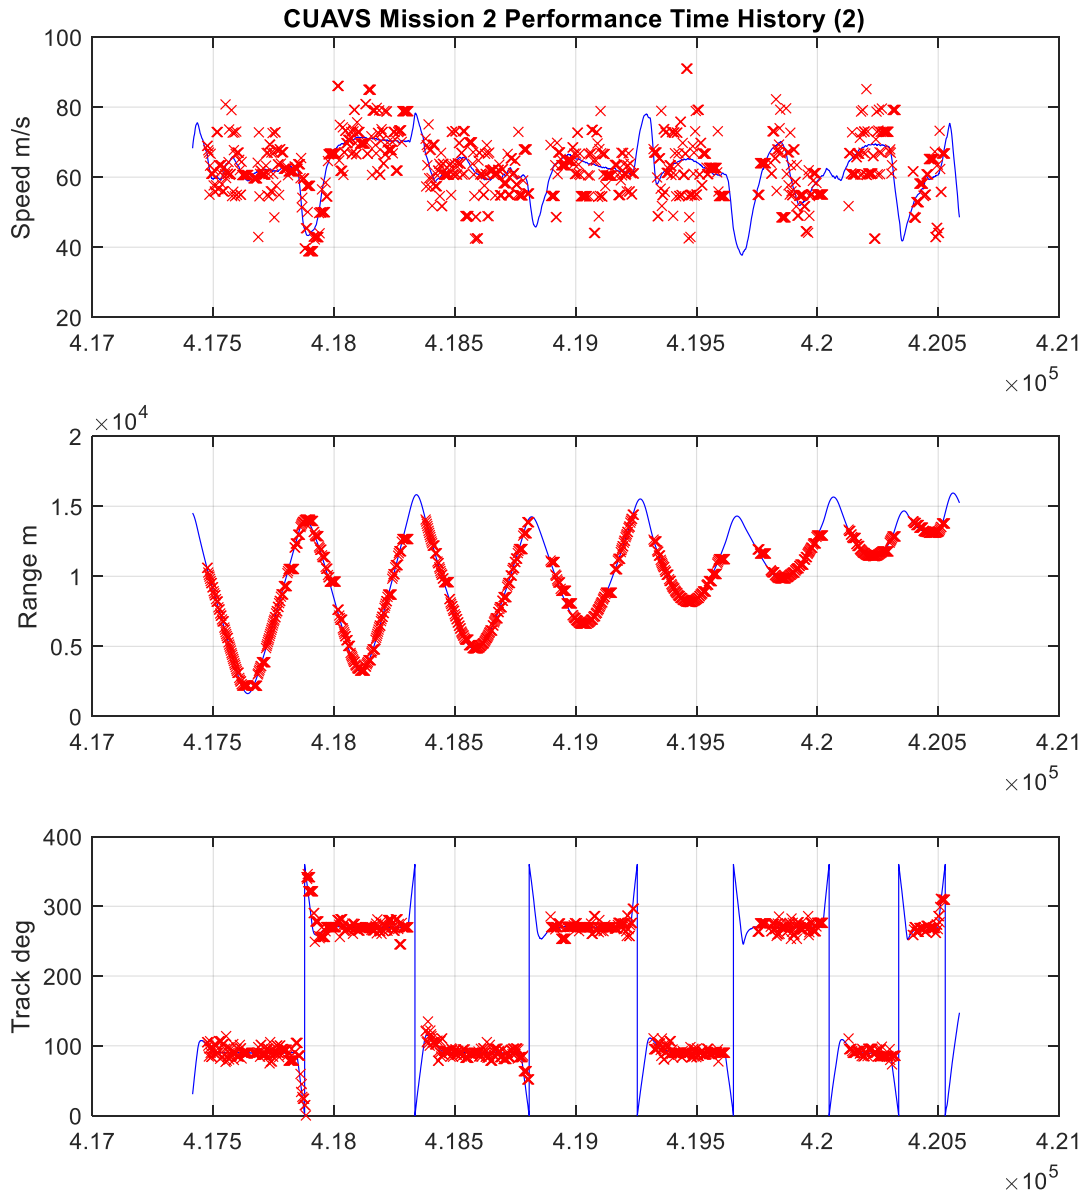 CUAVS Mission 2 Performance Time History (2)
Speed m/s
100
80
60
40
20
4.17 4.175 4.18 4.185 4.19 4.195 4.2 4.205 4.21
×10^5
×10^4
Range m
2
1.5
1
0.5
0
4.17 4.175 4.18 4.185 4.19 4.195 4.2 4.205 4.21
×10^5
Track deg
400
300
200
100
0
4.17 4.175 4.18 4.185 4.19 4.195 4.2 4.205 4.21
×10^5